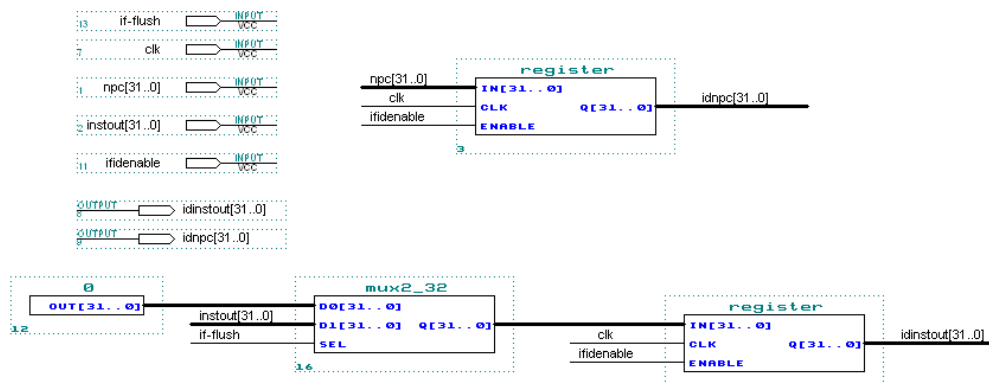 13 if-flush INPUT VCC
7 clk INPUT VCC
1 npc[31..0] INPUT VCC
2 instout[31..0] INPUT VCC
11 ifidenable INPUT VCC
OUTPUT 8 idinstout[31..0]
OUTPUT 9 idnpc[31..0]
register
npc[31..0] IN[31..0]
clk CLK Q[31..0] idnpc[31..0]
ifidenable ENABLE
3
0
OUT[31..0]
12
mux2_32
D0[31..0]
instout[31..0] D1[31..0] Q[31..0]
if-flush SEL
16
register
IN[31..0]
clk CLK Q[31..0] idinstout[31..0]
ifidenable ENABLE